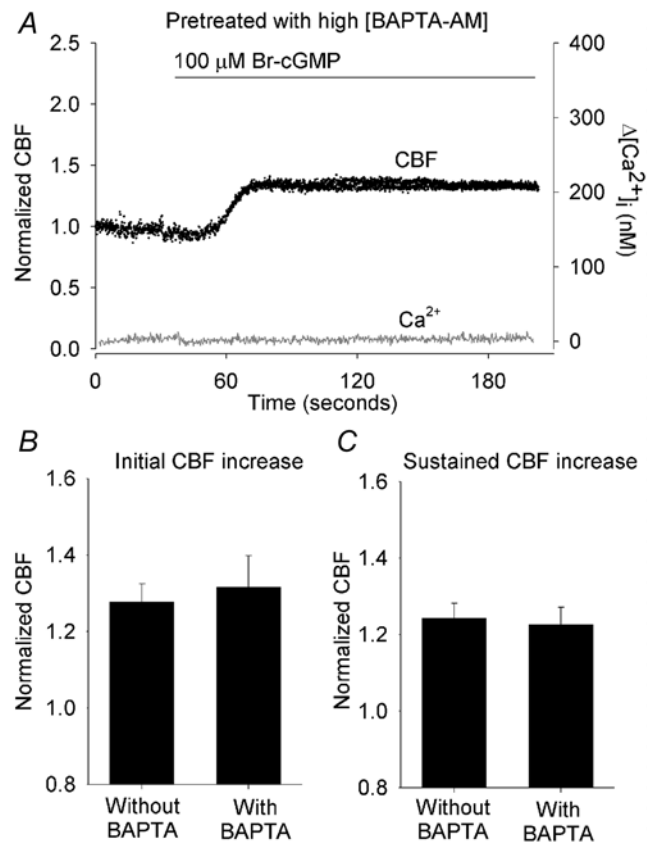 A
Pretreated with high [BAPTA-AM]
100 μM Br-cGMP
2.5
2.0
1.5
1.0
0.5
0.0
Normalized CBF
CBF
Ca²⁺
400
300
200
100
0
Δ[Ca²⁺]i (nM)
0
60
120
180
Time (seconds)
B
Initial CBF increase
1.6
1.4
1.2
1.0
0.8
Normalized CBF
Without
BAPTA
With
BAPTA
C
Sustained CBF increase
1.6
1.4
1.2
1.0
0.8
Normalized CBF
Without
BAPTA
With
BAPTA